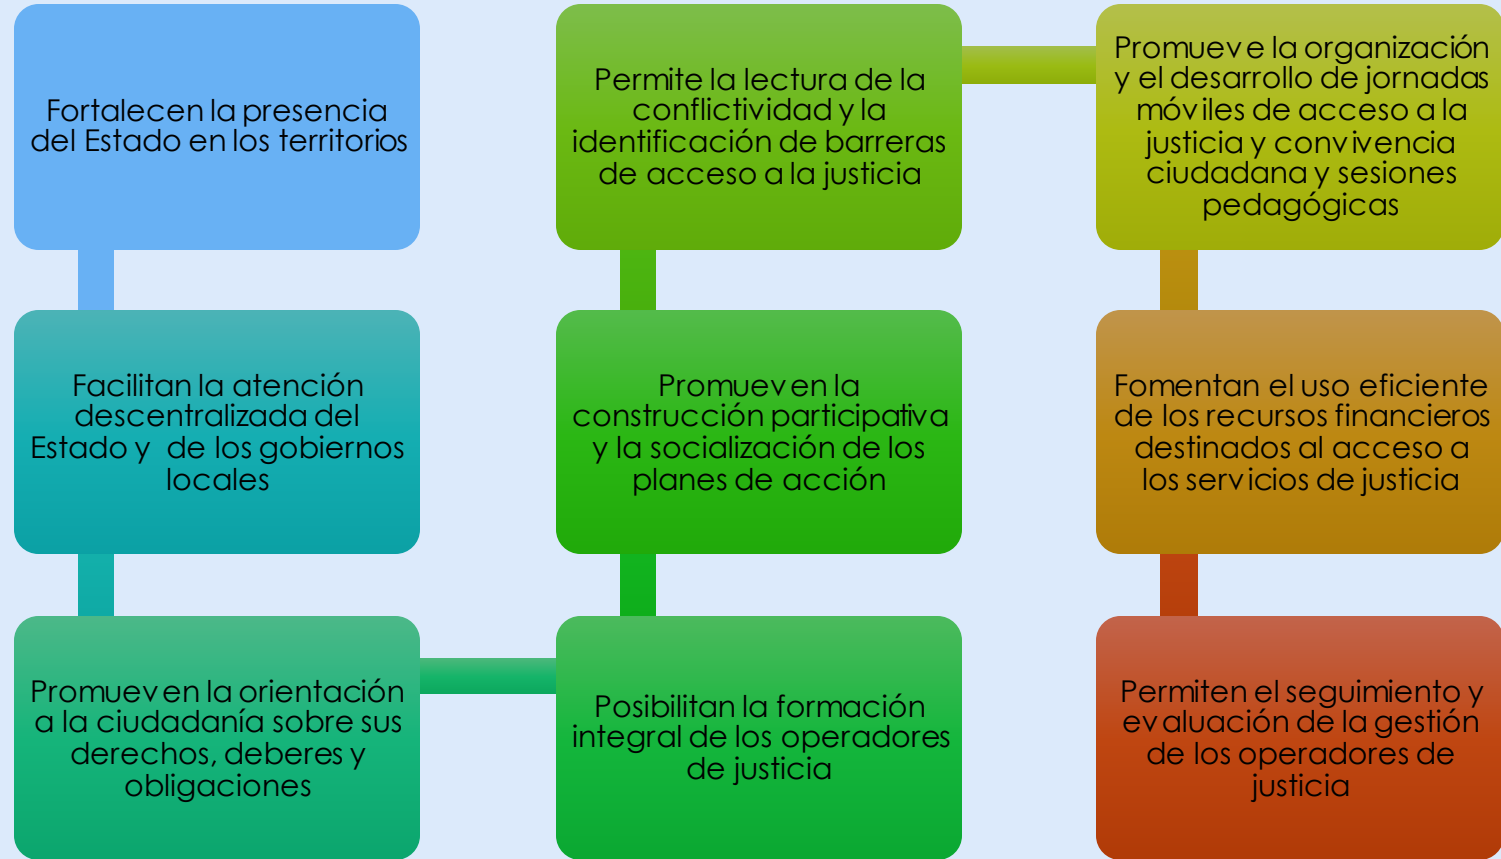 Fortalecen la presencia
del Estado en los territorios
Facilitan la atención
descentralizada del
Estado y de los gobiernos
locales
Promueven la orientación
a la ciudadanía sobre sus
derechos, deberes y
obligaciones
Posibilitan la formación
integral de los operadores
de justicia
Promueven la
construcción participativa
y la socialización de los
planes de acción
Permite la lectura de la
conflictividad y la
identificación de barreras
de acceso a la justicia
Promueve la organización
y el desarrollo de jornadas
móviles de acceso a la
justicia y convivencia
ciudadana y sesiones
pedagógicas
Fomentan el uso eficiente
de los recursos financieros
destinados al acceso a
los servicios de justicia
Permiten el seguimiento y
evaluación de la gestión
de los operadores de
justicia